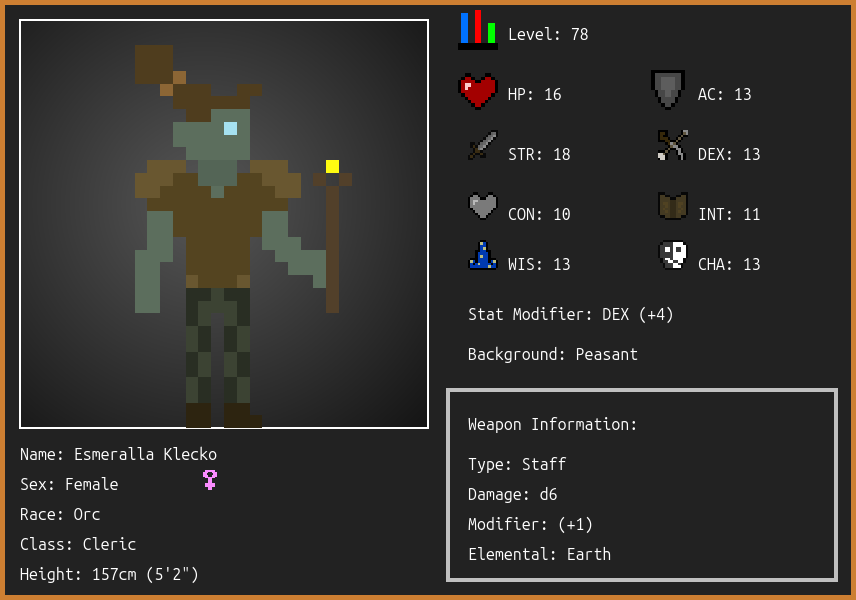 Level: 78
HP: 16
AC: 13
STR: 18
DEX: 13
CON: 10
INT: 11
WIS: 13
CHA: 13
Stat Modifier: DEX (+4)
Background: Peasant
Weapon Information:
Type: Staff
Damage: d6
Modifier: (+1)
Elemental: Earth
Name: Esmeralla Klecko
Sex: Female
Race: Orc
Class: Cleric
Height: 157cm (5'2")